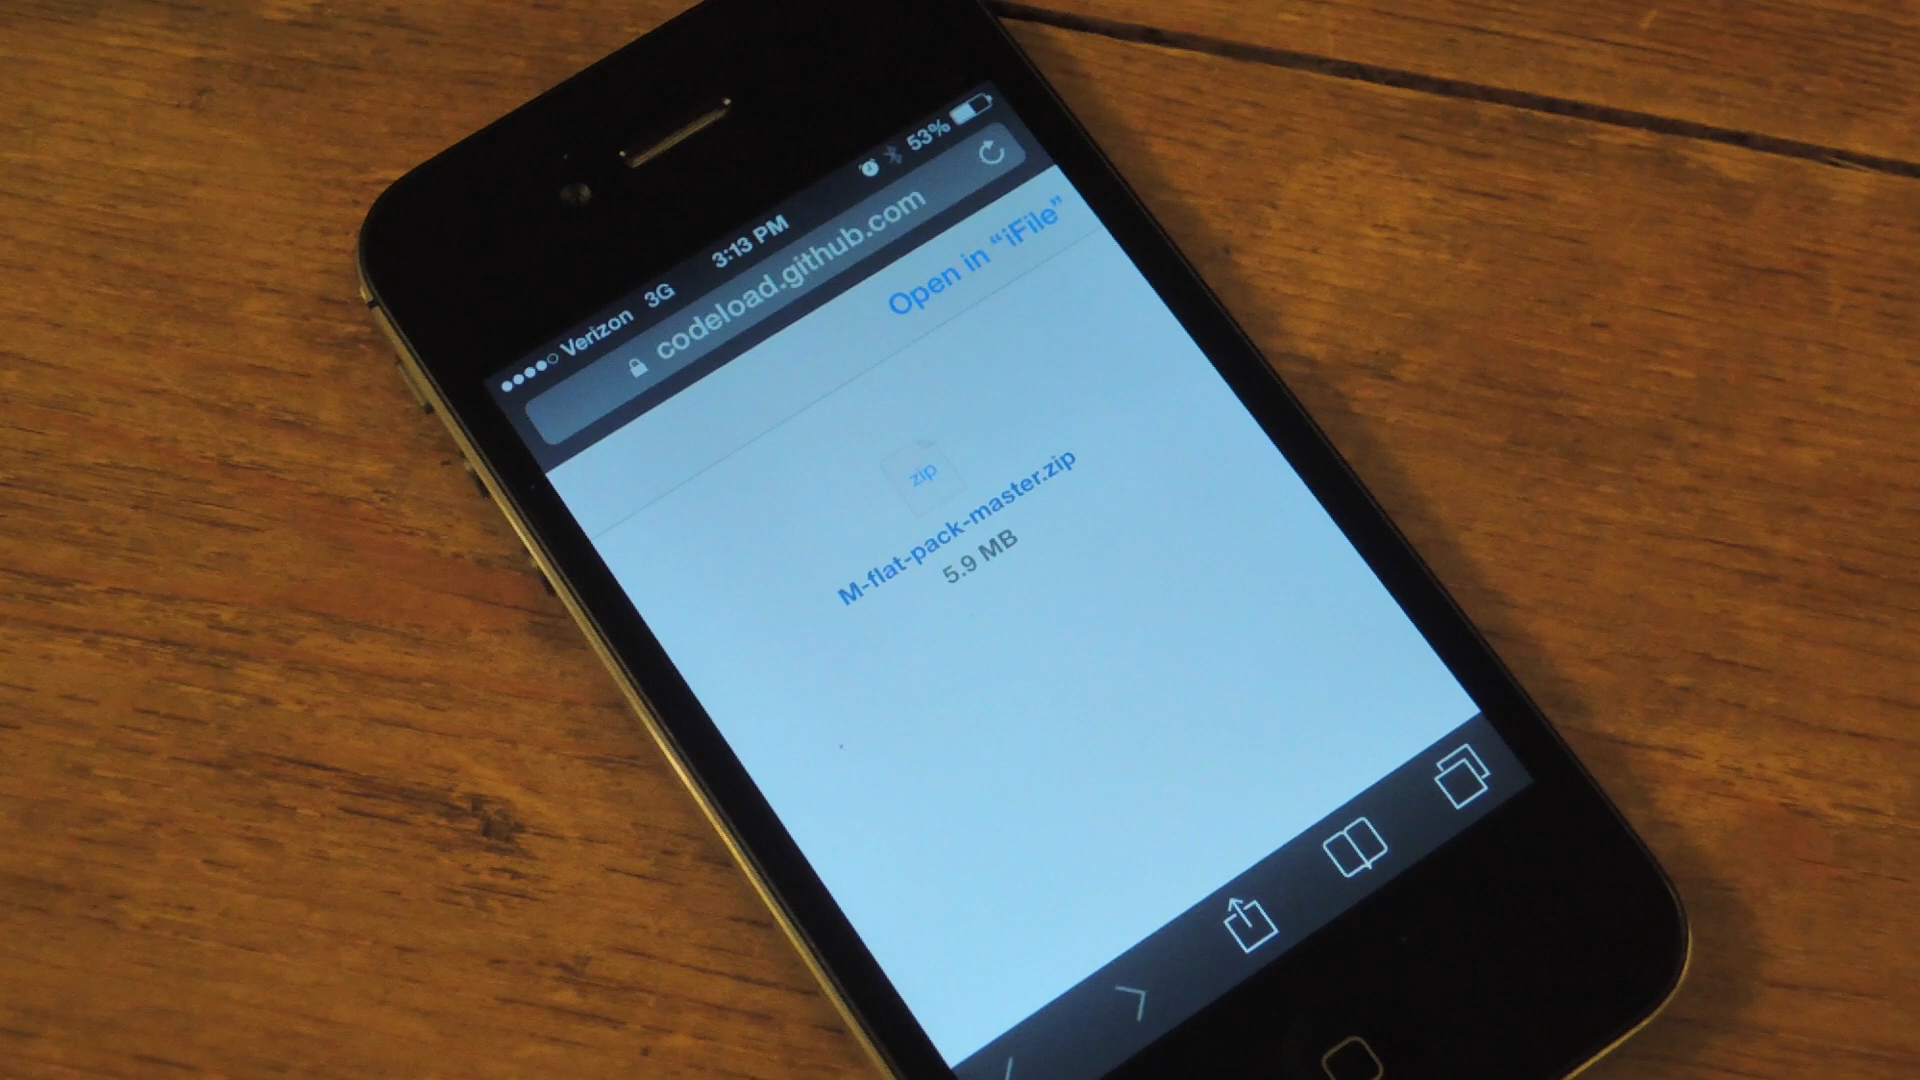 ●●●●○ Verizon 3G 3:13 PM 53%
codeload.github.com
Open in “iFile”
zip
M-flat-pack-master.zip
5.9 MB